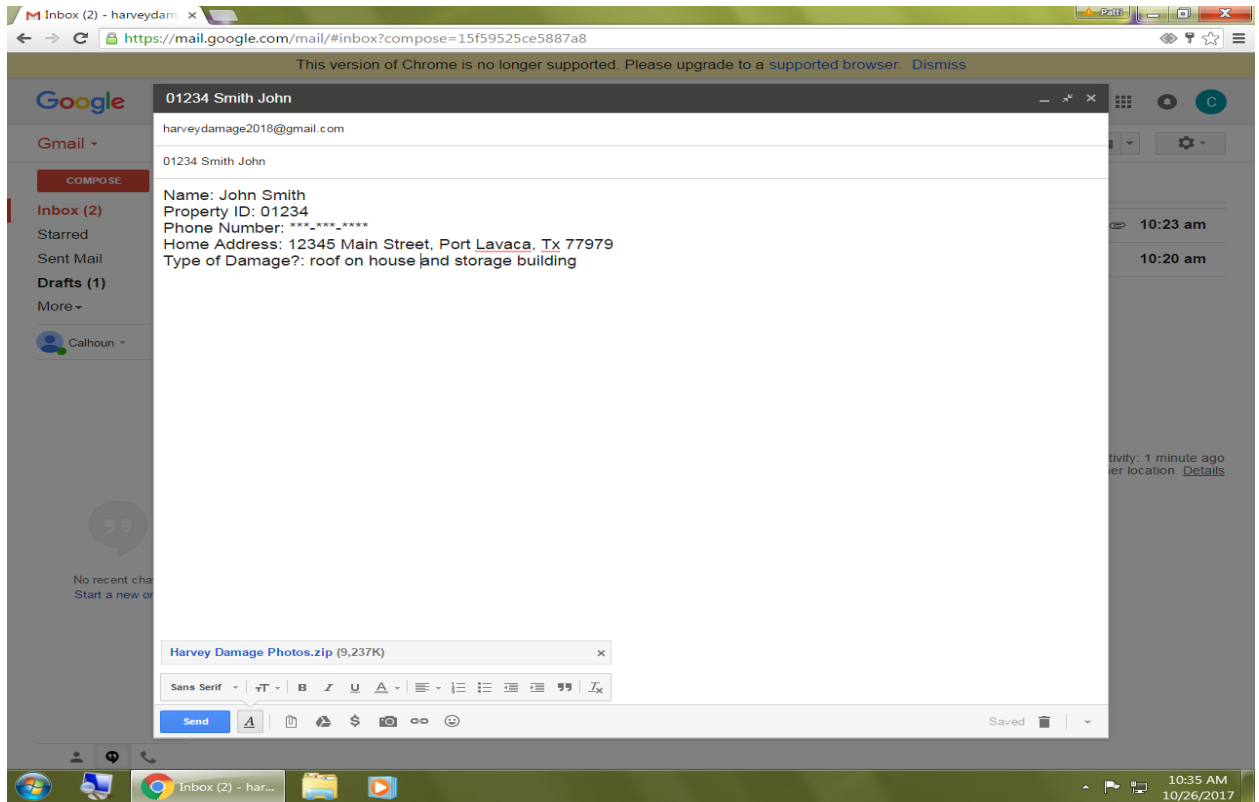 Inbox (2) - harveydam
Patti
https://mail.google.com/mail/#inbox?compose=15f59525ce5887a8
This version of Chrome is no longer supported. Please upgrade to a supported browser. Dismiss
Google
01234 Smith John
C
harveydamage2018@gmail.com
Gmail
01234 Smith John
COMPOSE
Name: John Smith
Property ID: 01234
Phone Number: ***-***-****
Home Address: 12345 Main Street, Port Lavaca, Tx 77979
Type of Damage?: roof on house and storage building
Inbox (2)
Starred
Sent Mail
Drafts (1)
More
10:23 am
10:20 am
Calhoun
tivity: 1 minute ago
er location Details
No recent cha
Start a new or
Harvey Damage Photos.zip (9,237K)
Sans Serif
Send
Saved
Inbox (2) - har...
10:35 AM
10/26/2017